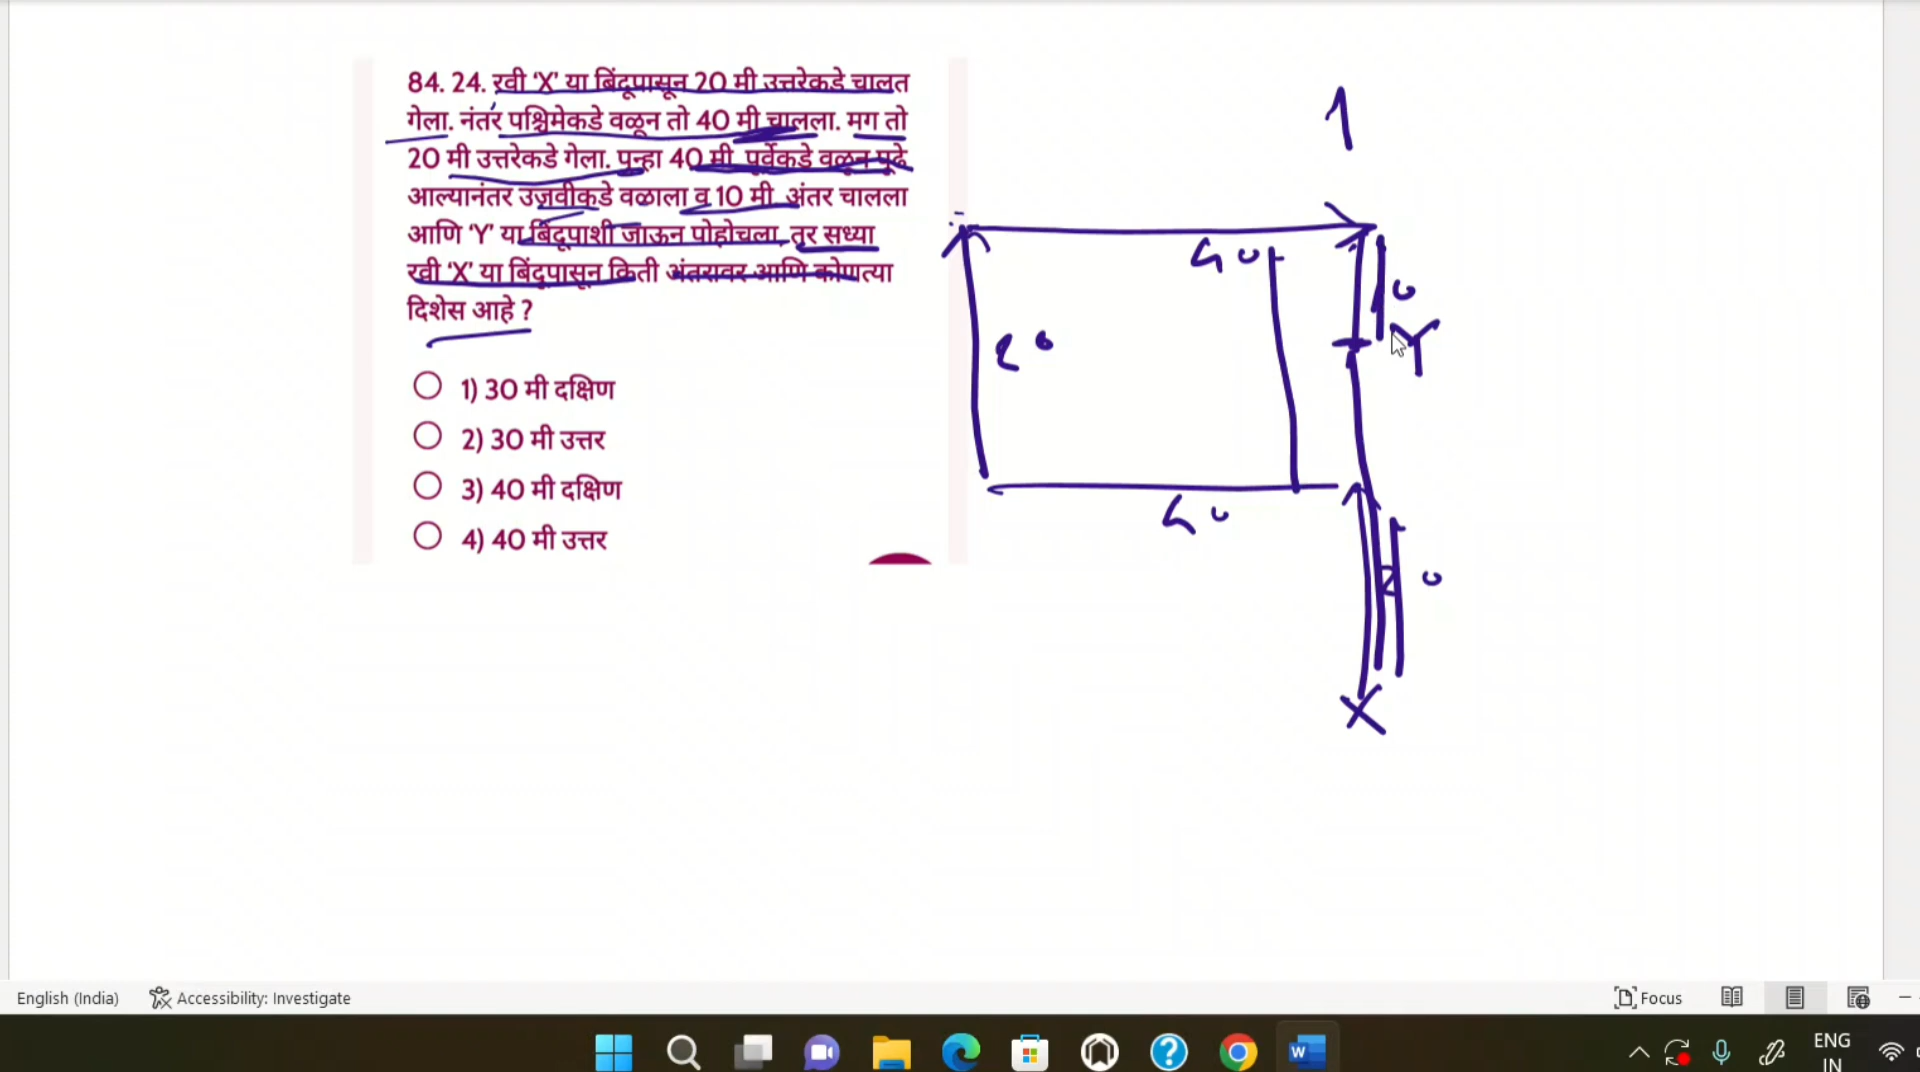 84. 24. रवी ‘X’ या बिंदूपासून 20 मी उत्तरेकडे चालत
गेला. नंतर पश्चिमेकडे वळून तो 40 मी चालला. मग तो
20 मी उत्तरेकडे गेला. पुन्हा 40 मी पूर्वेकडे वळून पुढे
आल्यानंतर उजवीकडे वळाला व 10 मी अंतर चालला
आणि ‘Y’ या बिंदूपाशी जाऊन पोहोचला. तर सध्या
रवी ‘X’ या बिंदूपासून किती अंतरावर आणि कोणत्या
दिशेस आहे ?
1) 30 मी दक्षिण
2) 30 मी उत्तर
3) 40 मी दक्षिण
4) 40 मी उत्तर
1
40
20
10
Y
40
20
X
English (India)
Accessibility: Investigate
Focus
ENG
IN